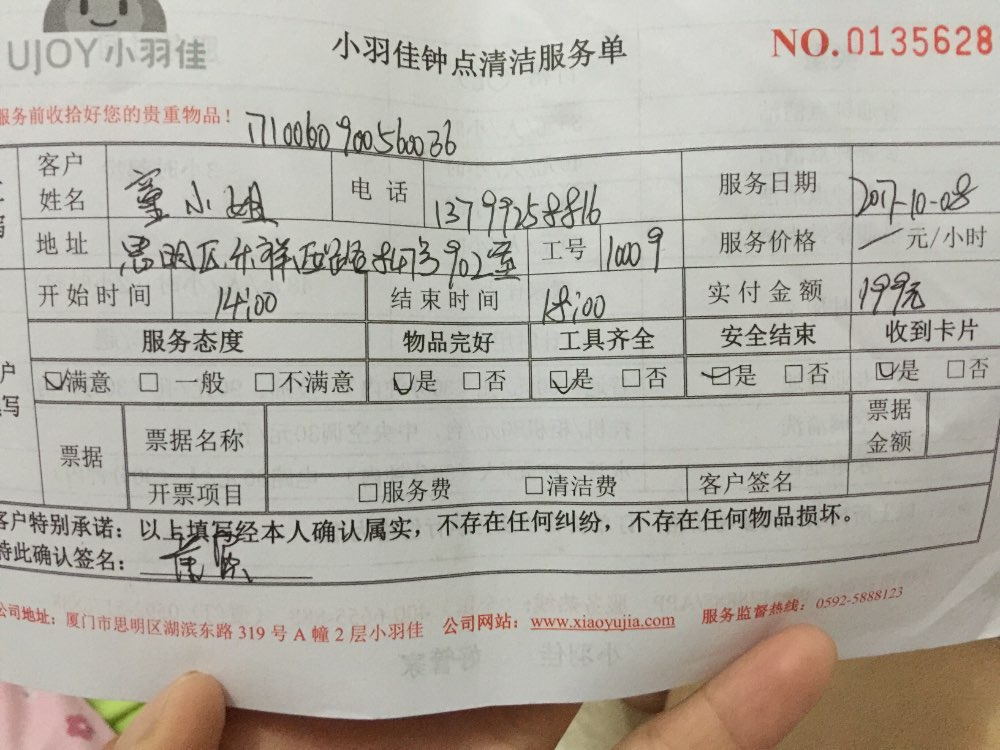 UJOY小羽佳
小羽佳钟点清洁服务单
NO.0135628
服务前收拾好您的贵重物品！
1710060900560036
客户姓名 童小姐 电话 13799258816 服务日期 2017-10-08
地址 思明区 902室 工号 10009 服务价格 元/小时
开始时间 14:00 结束时间 18:00 实付金额 199元
服务态度 物品完好 工具齐全 安全结束 收到卡片
☑满意 □一般 □不满意 ☑是 □否 ☑是 □否 ☑是 □否 ☑是 □否
票据 票据名称 票据金额
开票项目 □服务费 □清洁费 客户签名
客户特别承诺：以上填写经本人确认属实，不存在任何纠纷，不存在任何物品损坏。
特此确认签名：
公司地址：厦门市思明区湖滨东路 319 号 A 幢 2 层小羽佳 公司网站：www.xiaoyujia.com 服务监督热线：0592-5888123